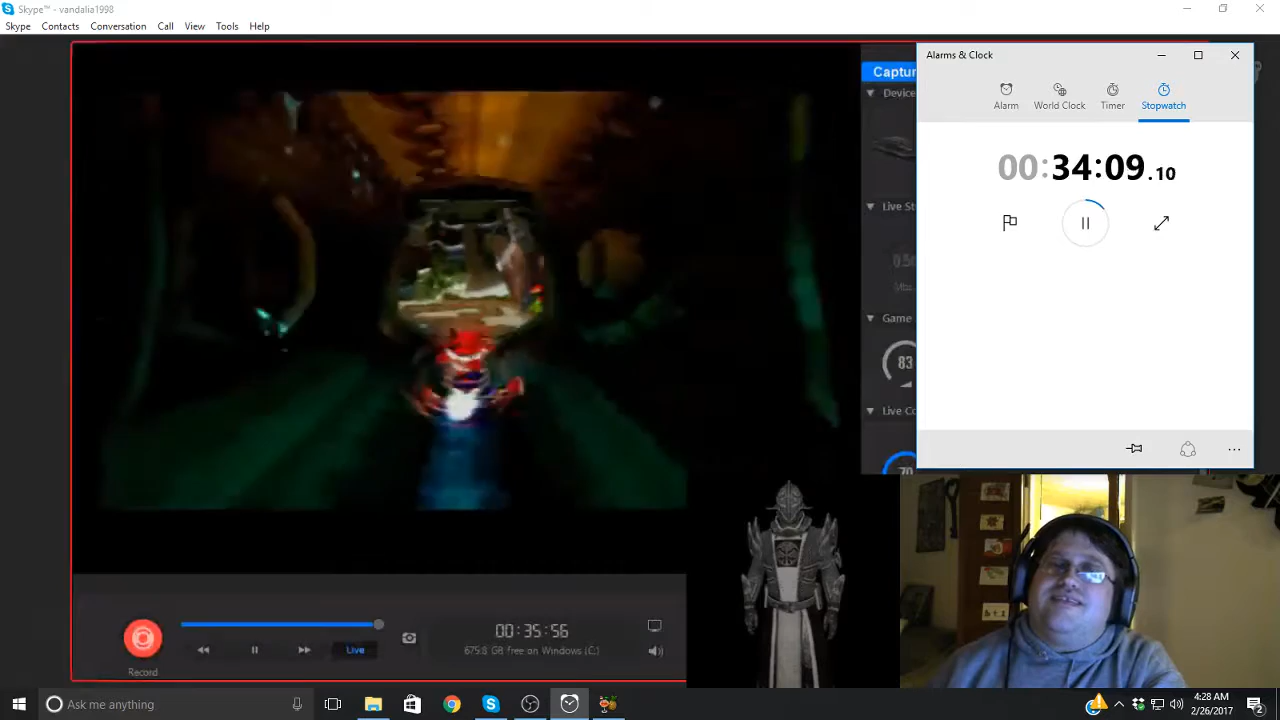 Skype™ - vandalia1998
Skype Contacts Conversation Call View Tools Help
Alarms & Clock
Captur
Device
Alarm World Clock Timer Stopwatch
00:34:09.10
Live St
Game
83
Live Co
70
00:35:56
675.8 GB free on Windows (C:)
Live
Record
Ask me anything
4:28 AM
2/26/2017
2